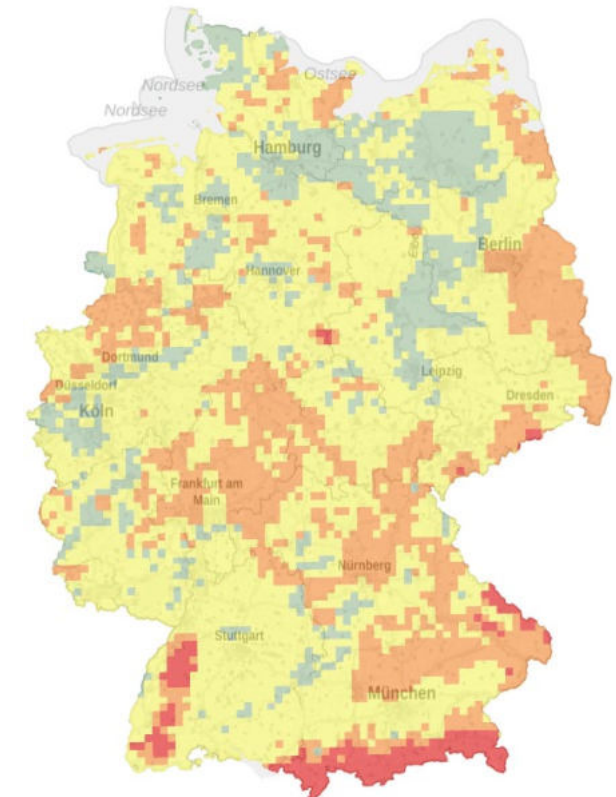 Nordsee
Ostsee
Nordsee
Hamburg
Bremen
Elbe
Berlin
Hannover
Dortmund
Düsseldorf
Leipzig
Köln
Dresden
Frankfurt am
Main
Nürnberg
Stuttgart
München